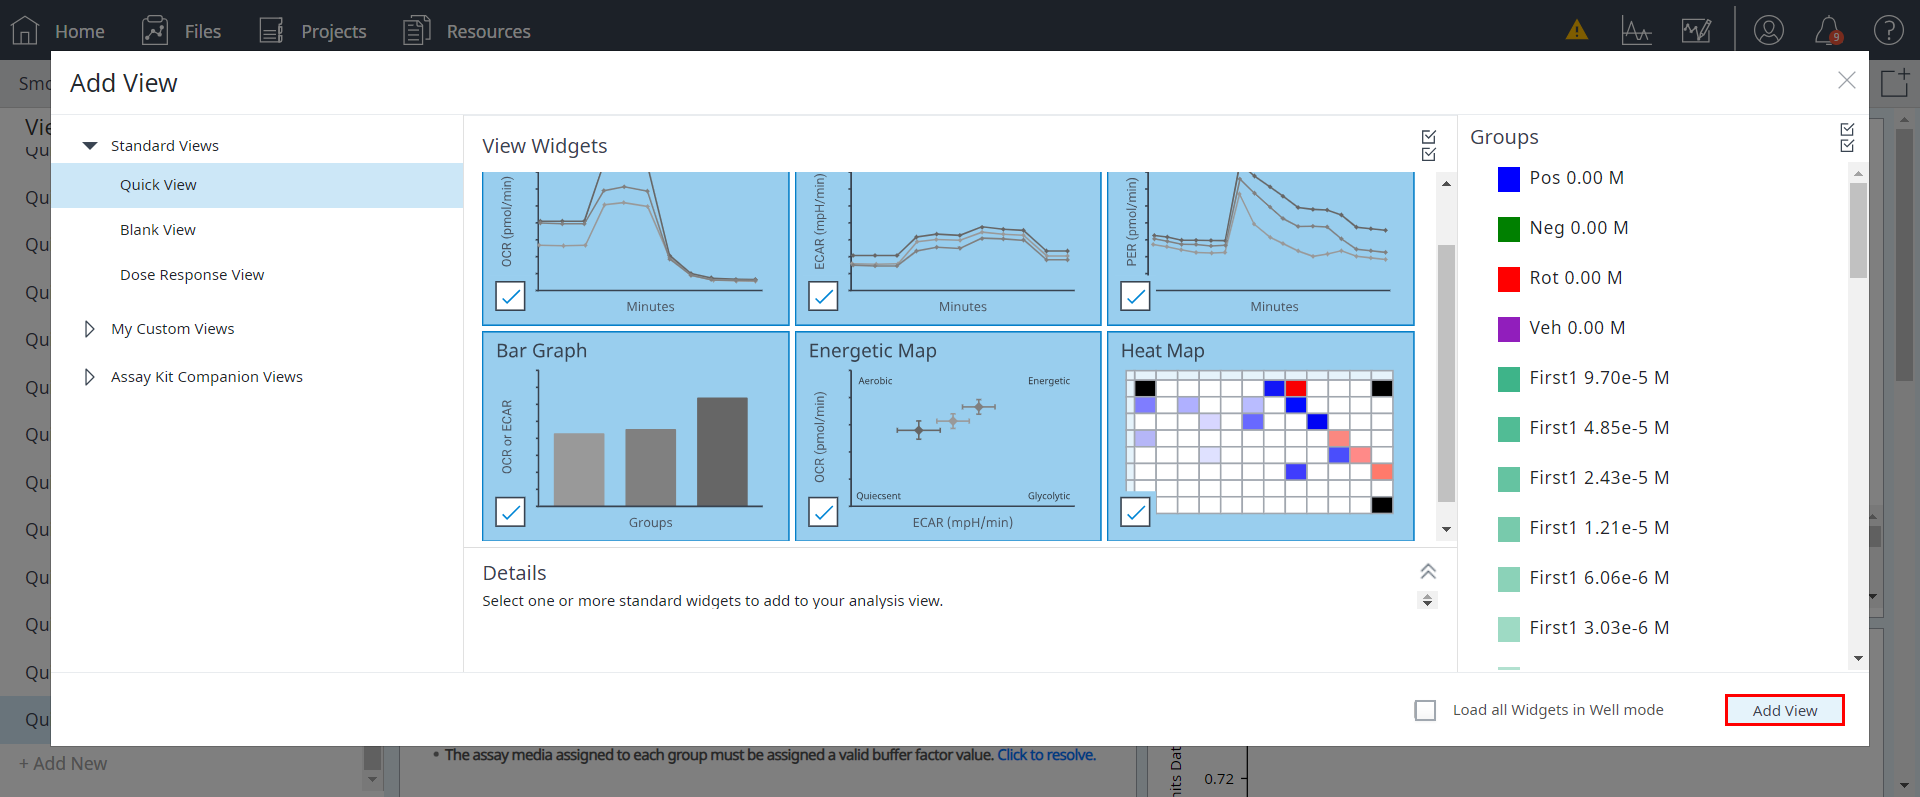 Home
Files
Projects
Resources
9
Add View
Standard Views
Quick View
Blank View
Dose Response View
My Custom Views
Assay Kit Companion Views
View Widgets
OCR (pmol/min)
Minutes
ECAR (mpH/min)
Minutes
PER (pmol/min)
Minutes
Bar Graph
OCR or ECAR
Groups
Energetic Map
Aerobic
Energetic
OCR (pmol/min)
Quiecsent
Glycolytic
ECAR (mpH/min)
Heat Map
Details
Select one or more standard widgets to add to your analysis view.
Groups
Pos 0.00 M
Neg 0.00 M
Rot 0.00 M
Veh 0.00 M
First1 9.70e-5 M
First1 4.85e-5 M
First1 2.43e-5 M
First1 1.21e-5 M
First1 6.06e-6 M
First1 3.03e-6 M
Load all Widgets in Well mode
Add View
Smo
Vie
Qu
Qu
Qu
Qu
Qu
Qu
Qu
Qu
Qu
Qu
Qu
Qu
Qu
+ Add New
• The assay media assigned to each group must be assigned a valid buffer factor value. Click to resolve.
0.72